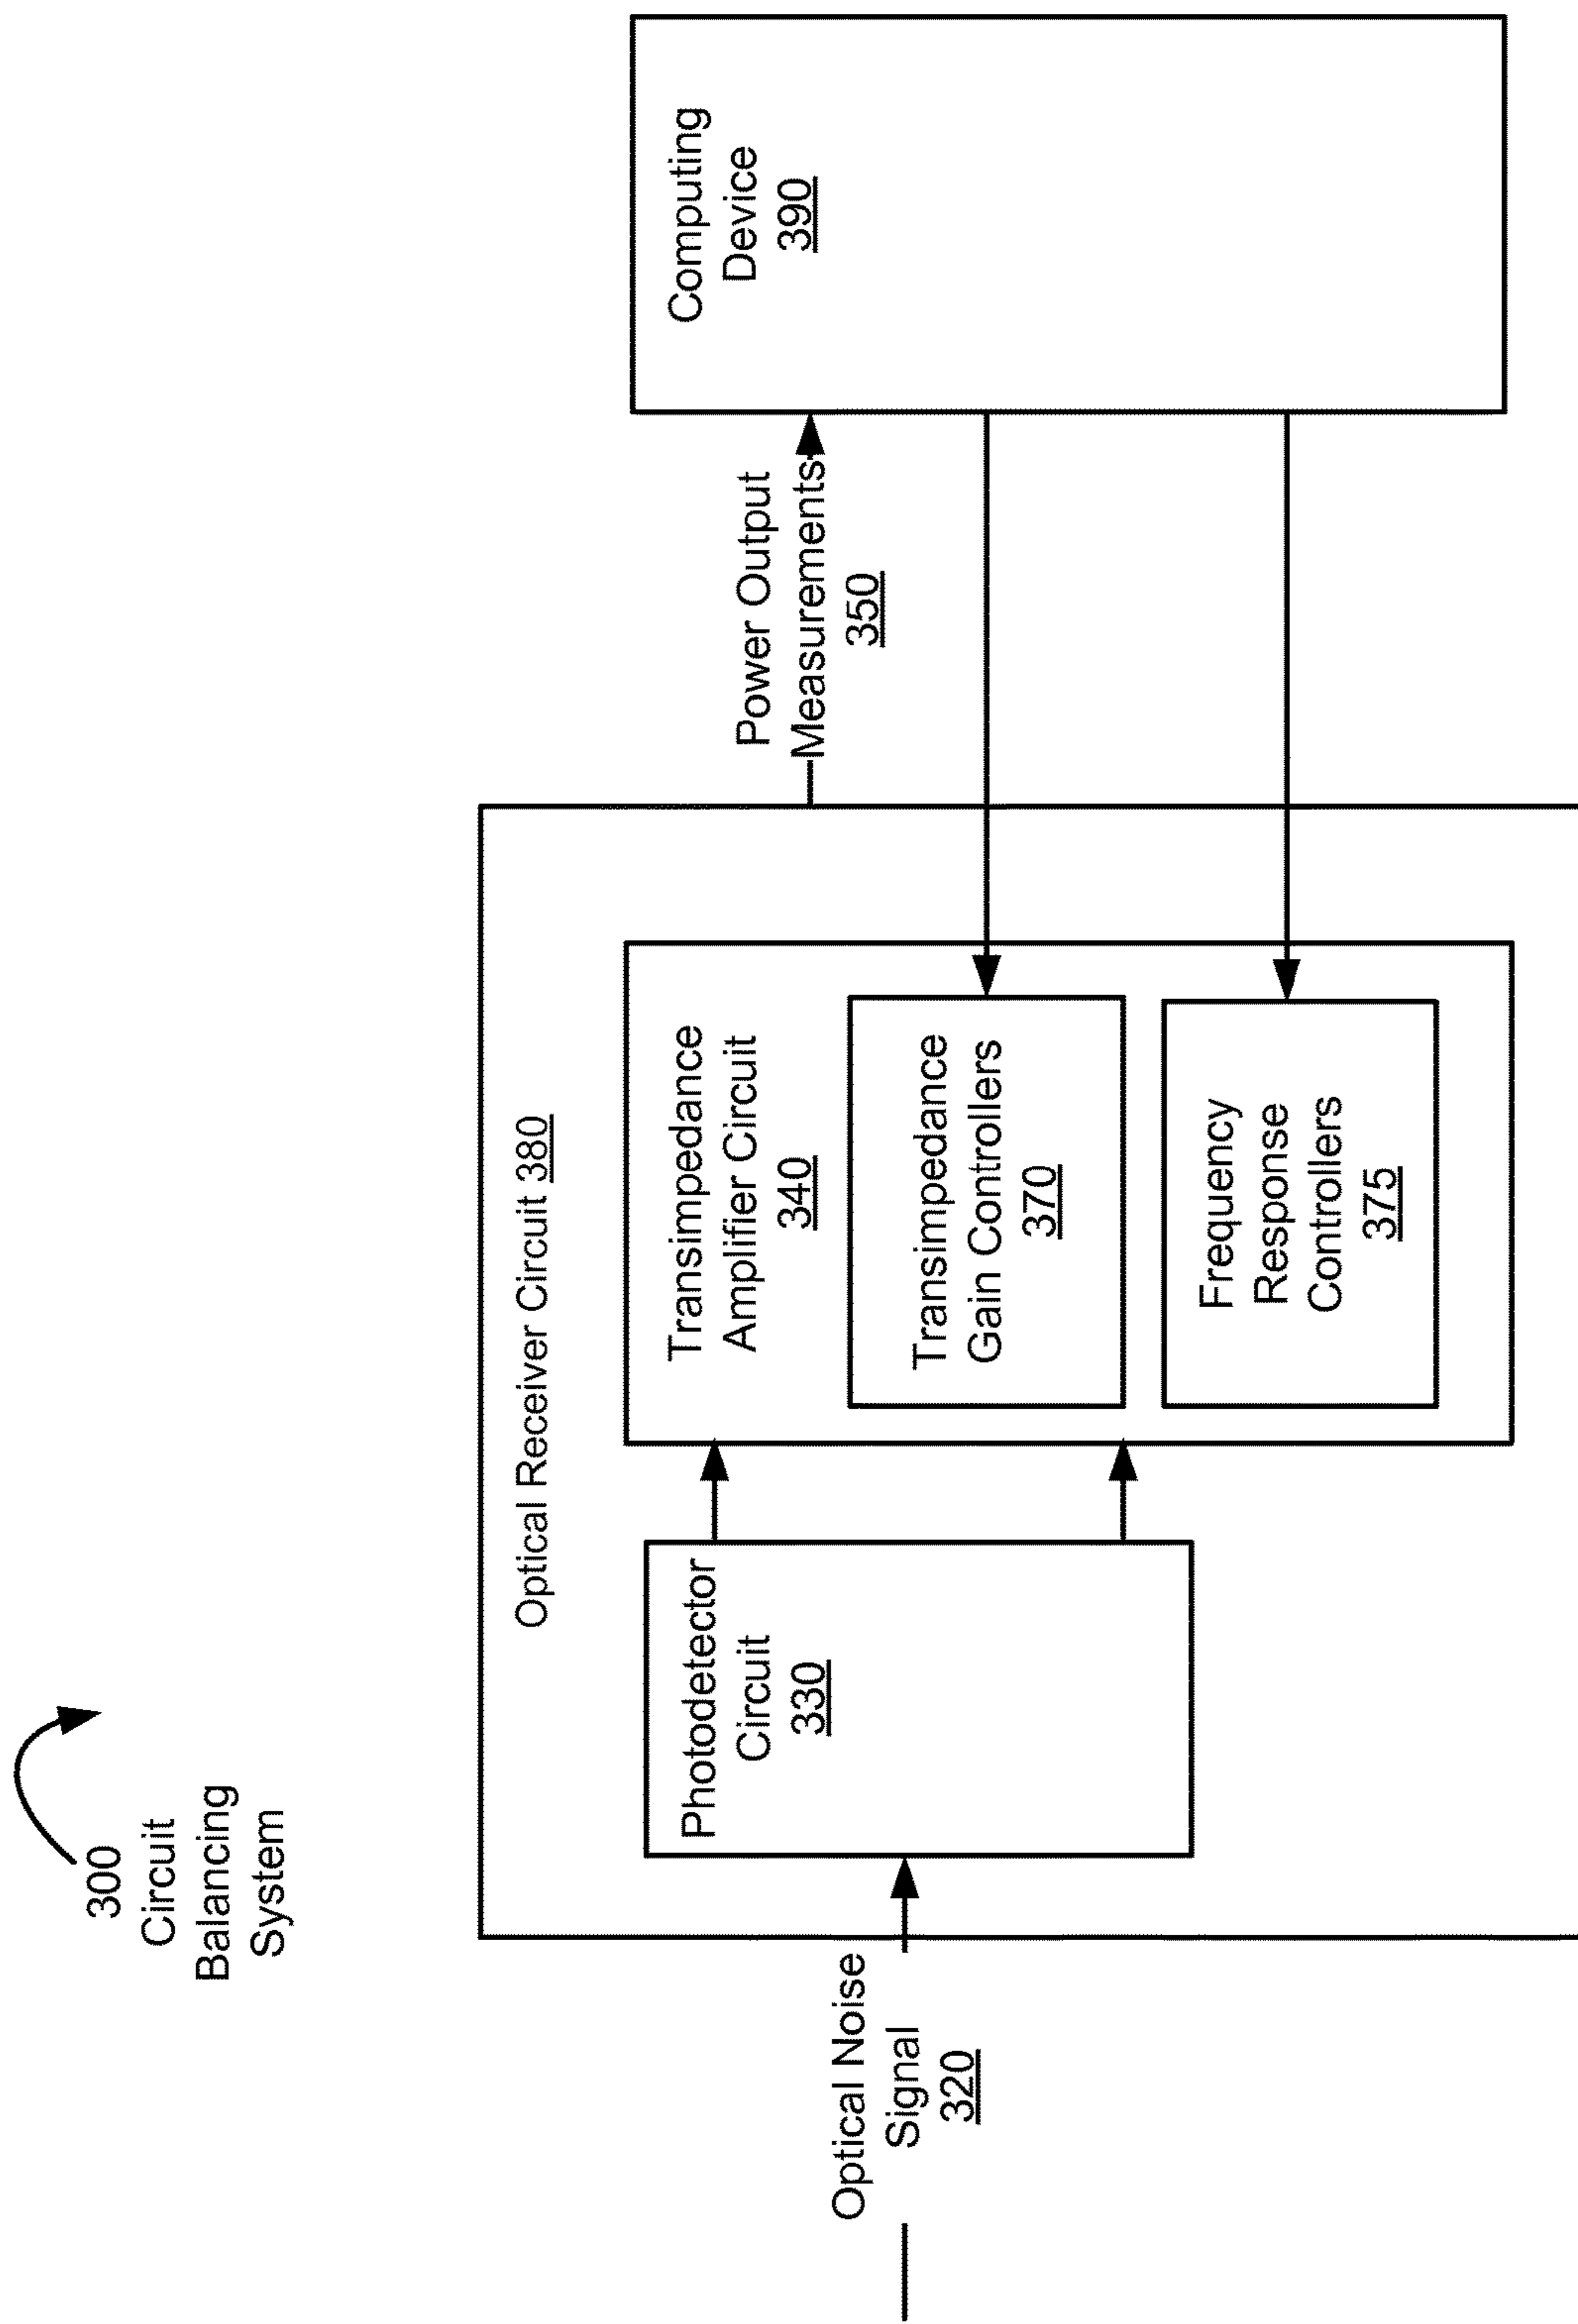 300
Circuit
Balancing
System
Optical Receiver Circuit 380
Optical Noise
Signal
320
Photodetector
Circuit
330
Transimpedance
Amplifier Circuit
340
Transimpedance
Gain Controllers
370
Frequency
Response
Controllers
375
Power Output
Measurements
350
Computing
Device
390